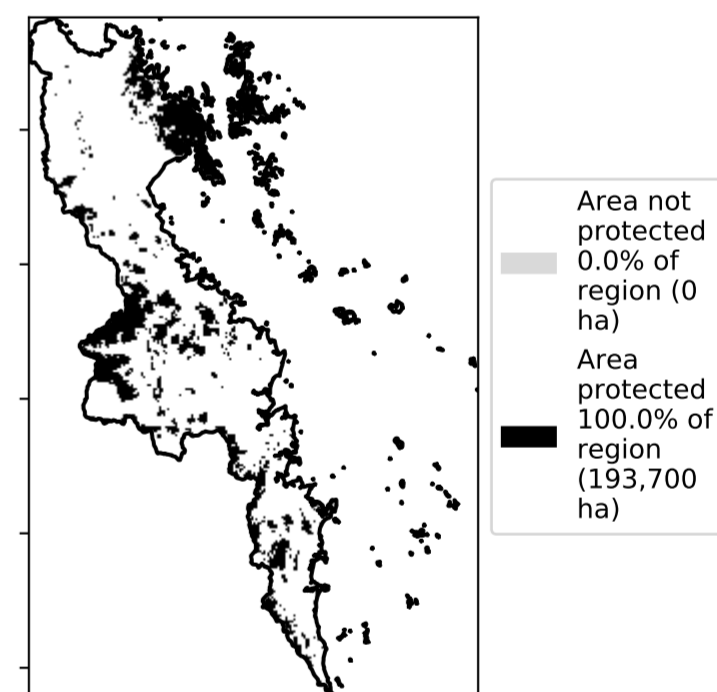 Area not
protected
0.0% of
region (0
ha)
Area
protected
100.0% of
region
(193,700
ha)